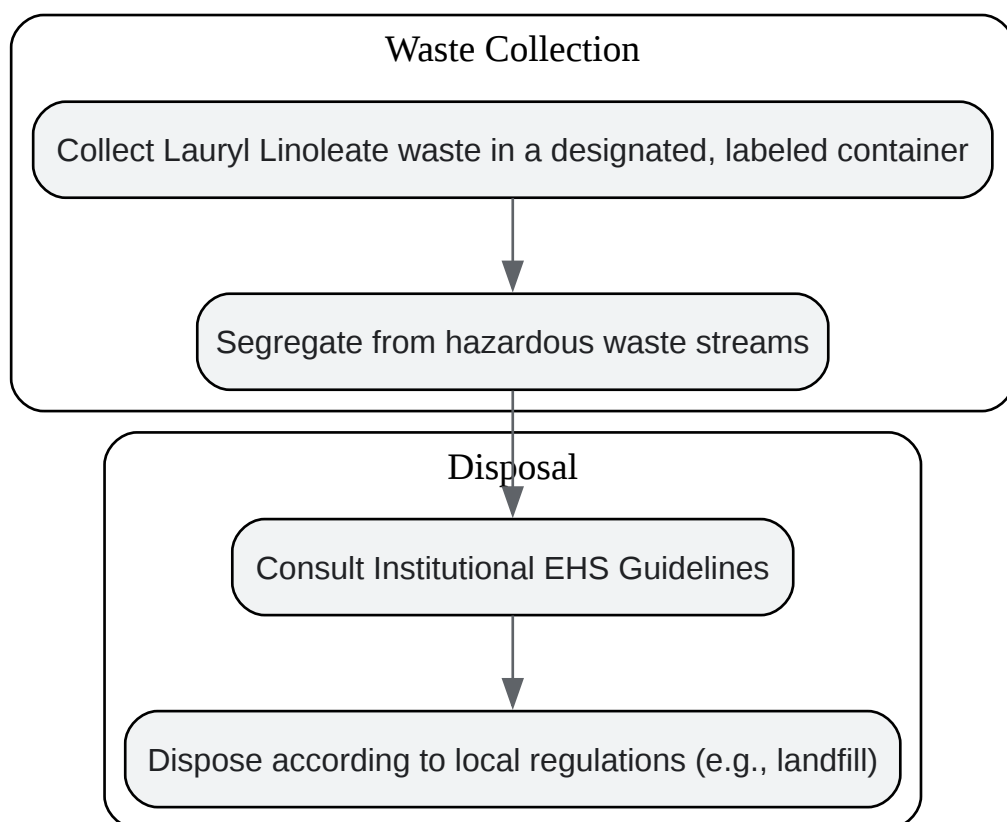 Waste Collection
Collect Lauryl Linoleate waste in a designated, labeled container
Segregate from hazardous waste streams
Disposal
Consult Institutional EHS Guidelines
Dispose according to local regulations (e.g., landfill)